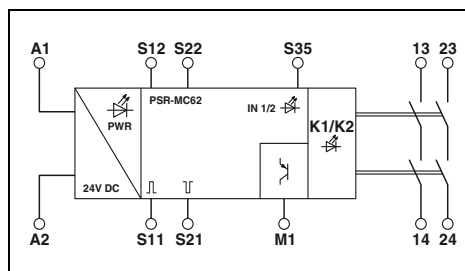 A1 S12 S22 S35 13 23
PSR-MC62
IN 1/2
PWR
K1/K2
24V DC
A2 S11 S21 M1 14 24